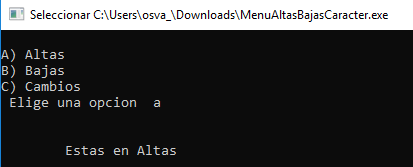 Seleccionar C:\Users\osva_\Downloads\MenuAltasBajasCaracter.exe
A) Altas
B) Bajas
C) Cambios
Elige una opcion a
Estas en Altas